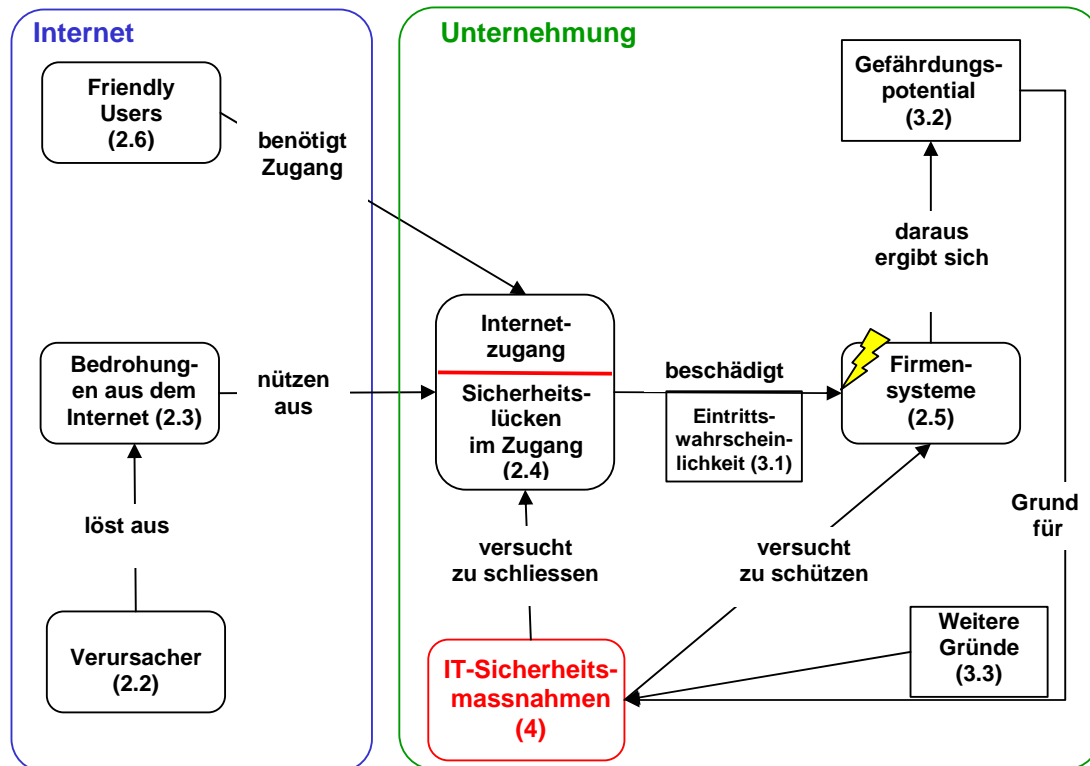 Internet
Unternehmung
Friendly
Users
(2.6)
benötigt
Zugang
Gefährdungs-
potential
(3.2)
daraus
ergibt sich
Internet-
zugang
Sicherheits-
lücken
im Zugang
(2.4)
Bedrohung-
en aus dem
Internet (2.3)
nützen
aus
beschädigt
Eintritts-
wahrschein-
lichkeit (3.1)
Firmen-
systeme
(2.5)
löst aus
versucht
zu schliessen
versucht
zu schützen
Grund
für
Verursacher
(2.2)
IT-Sicherheits-
massnahmen
(4)
Weitere
Gründe
(3.3)